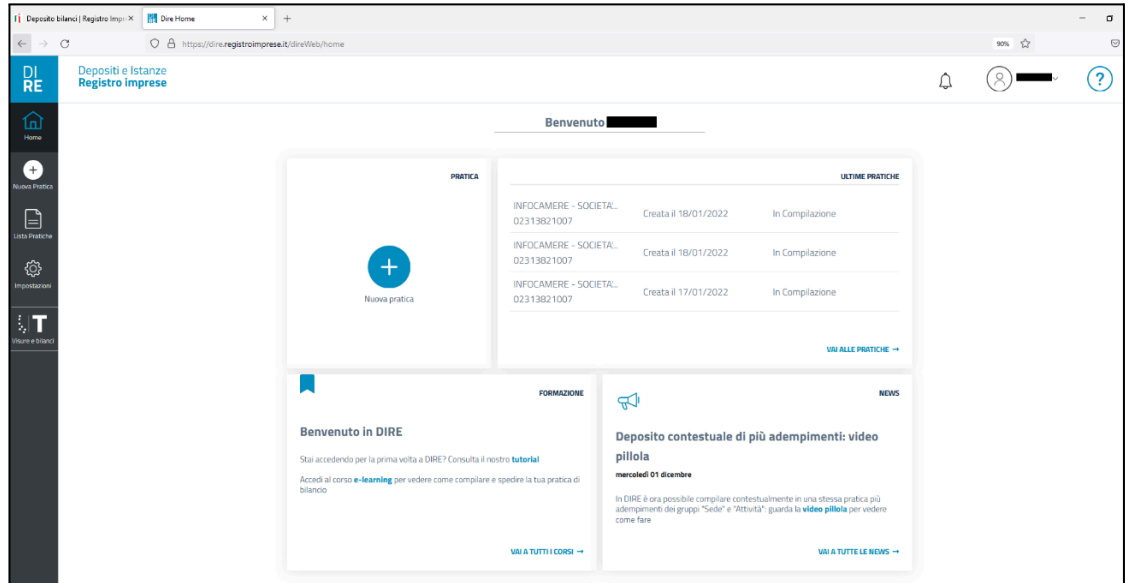 Deposito bilanci | Registro Impr
Dire Home
https://dire.registroimprese.it/direWeb/home
90%
DI
RE
Depositi e Istanze
Registro imprese
?
Home
Nuova Pratica
Lista Pratiche
Impostazioni
T
Visure e bilanci
Benvenuto
PRATICA
Nuova pratica
ULTIME PRATICHE
INFOCAMERE - SOCIETA'...
02313821007
Creata il 18/01/2022
In Compilazione
INFOCAMERE - SOCIETA'...
02313821007
Creata il 18/01/2022
In Compilazione
INFOCAMERE - SOCIETA'...
02313821007
Creata il 17/01/2022
In Compilazione
VAI ALLE PRATICHE →
FORMAZIONE
Benvenuto in DIRE
Stai accedendo per la prima volta a DIRE? Consulta il nostro tutorial
Accedi al corso e-learning per vedere come compilare e spedire la tua pratica di
bilancio
VAI A TUTTI I CORSI →
NEWS
Deposito contestuale di più adempimenti: video
pillola
mercoledì 01 dicembre
In DIRE è ora possibile compilare contestualmente in una stessa pratica più
adempimenti dei gruppi "Sede" e "Attività": guarda la video pillola per vedere
come fare
VAI A TUTTE LE NEWS →